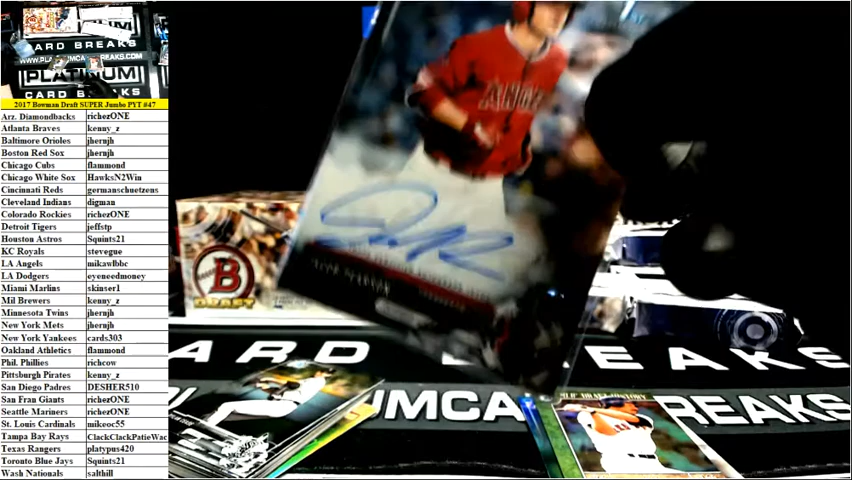 CARD BREAKS
PLATINUM
2017 Bowman Draft SUPER Jumbo PYT #47
Arz. Diamondbacks richezONE
Atlanta Braves kenny_z
Baltimore Orioles jhernjh
Boston Red Sox jhernjh
Chicago Cubs flammond
Chicago White Sox HawksN2Win
Cincinnati Reds germanschuetzens
Cleveland Indians digman
Colorado Rockies richezONE
Detroit Tigers jeffstp
Houston Astros Squints21
KC Royals stevegue
LA Angels mikawlbbc
LA Dodgers eyeneedmoney
Miami Marlins skinser1
Mil Brewers kenny_z
Minnesota Twins jhernjh
New York Mets jhernjh
New York Yankees cards303
Oakland Athletics flammond
Phil. Phillies richcow
Pittsburgh Pirates kenny_z
San Diego Padres DESHER510
San Fran Giants richezONE
Seattle Mariners richezONE
St. Louis Cardinals mikeoc55
Tampa Bay Rays ClackClackPatieWac
Texas Rangers platypus420
Toronto Blue Jays Squints21
Wash Nationals salthill
B
DRAFT
ARD BREAKS
UMCA REAKS